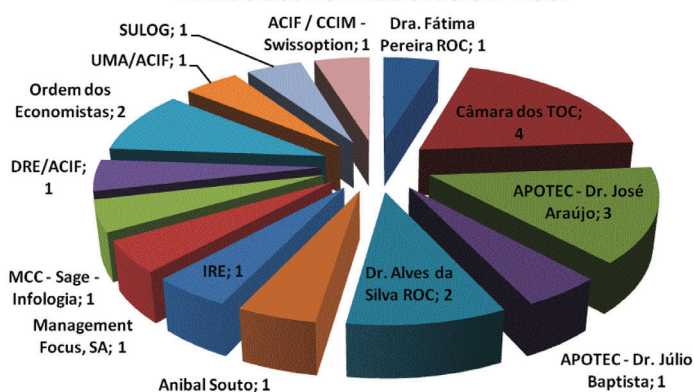 ACIF / CCIM -
Swissoption; 1
Dra. Fátima
Pereira ROC; 1
SULOG; 1
UMA/ACIF; 1
Ordem dos
Economistas; 2
Câmara dos TOC;
4
DRE/ACIF;
1
APOTEC - Dr. José
Araújo; 3
MCC - Sage -
Infologia; 1
IRE; 1
Dr. Alves da
Silva ROC; 2
Management
Focus, SA; 1
APOTEC - Dr. Júlio
Baptista; 1
Anibal Souto; 1